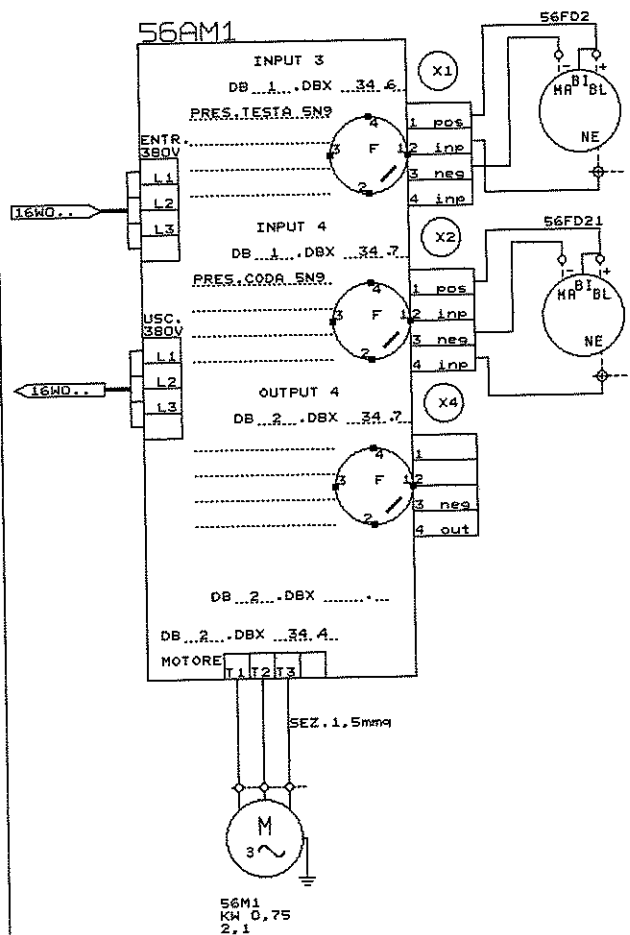 56AM1
INPUT 3
DB 1 .DBX 34.6
PRES.TESTA 5N9
ENTR.
380V
L1
L2
L3
16WO..
4
3 F 1
2
X1
1 pos
2 inp
3 neg
4 inp
56FD2
- +
MA BI BL
NE
INPUT 4
DB 1 .DBX 34.7
PRES.CODA 5N9
USC.
380V
L1
L2
L3
16WO..
4
3 F 1
2
X2
1 pos
2 inp
3 neg
4 inp
56FD21
- +
MA BI BL
NE
OUTPUT 4
DB 2 .DBX 34.7
4
3 F 1
2
X4
1
2
3 neg
4 out
DB 2 .DBX .
DB 2 .DBX 34.4
MOTORE
T1 T2 T3
SEZ.1,5mmq
M
3
56M1
KW 0,75
2,1